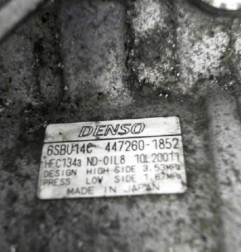 DENSO
6SBU14C 447260-1852
HFC134a ND-OIL8 10L20011
DESIGN HIGH SIDE 3.53MPa
PRESS LOW SIDE 1.67MPa
MADE IN JAPAN